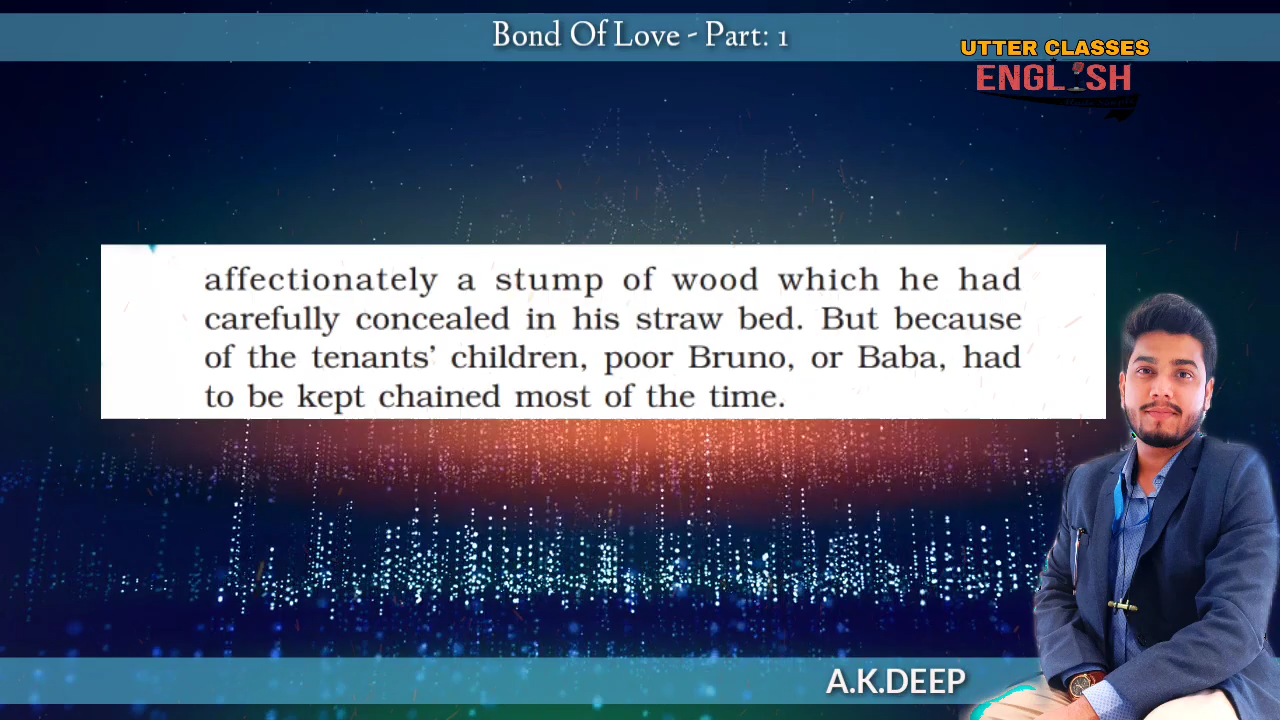 Bond Of Love - Part: 1
UTTER CLASSES
ENGLISH
affectionately a stump of wood which he had
carefully concealed in his straw bed. But because
of the tenants’ children, poor Bruno, or Baba, had
to be kept chained most of the time.
A.K.DEEP